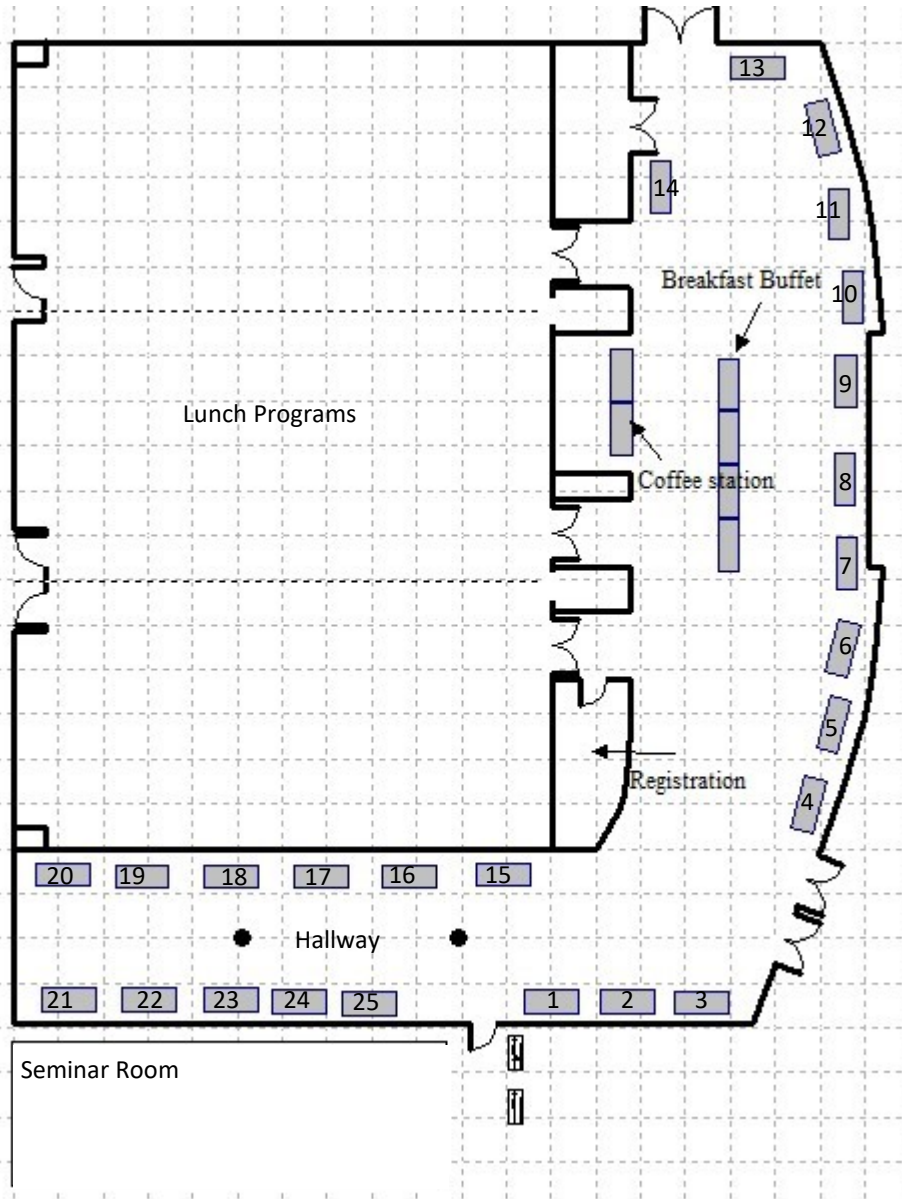 13
12
14
11
Breakfast Buffet
10
9
Lunch Programs
Coffee station
8
7
6
5
Registration
4
20 19 18 17 16 15
Hallway
21 22 23 24 25 1 2 3
Seminar Room